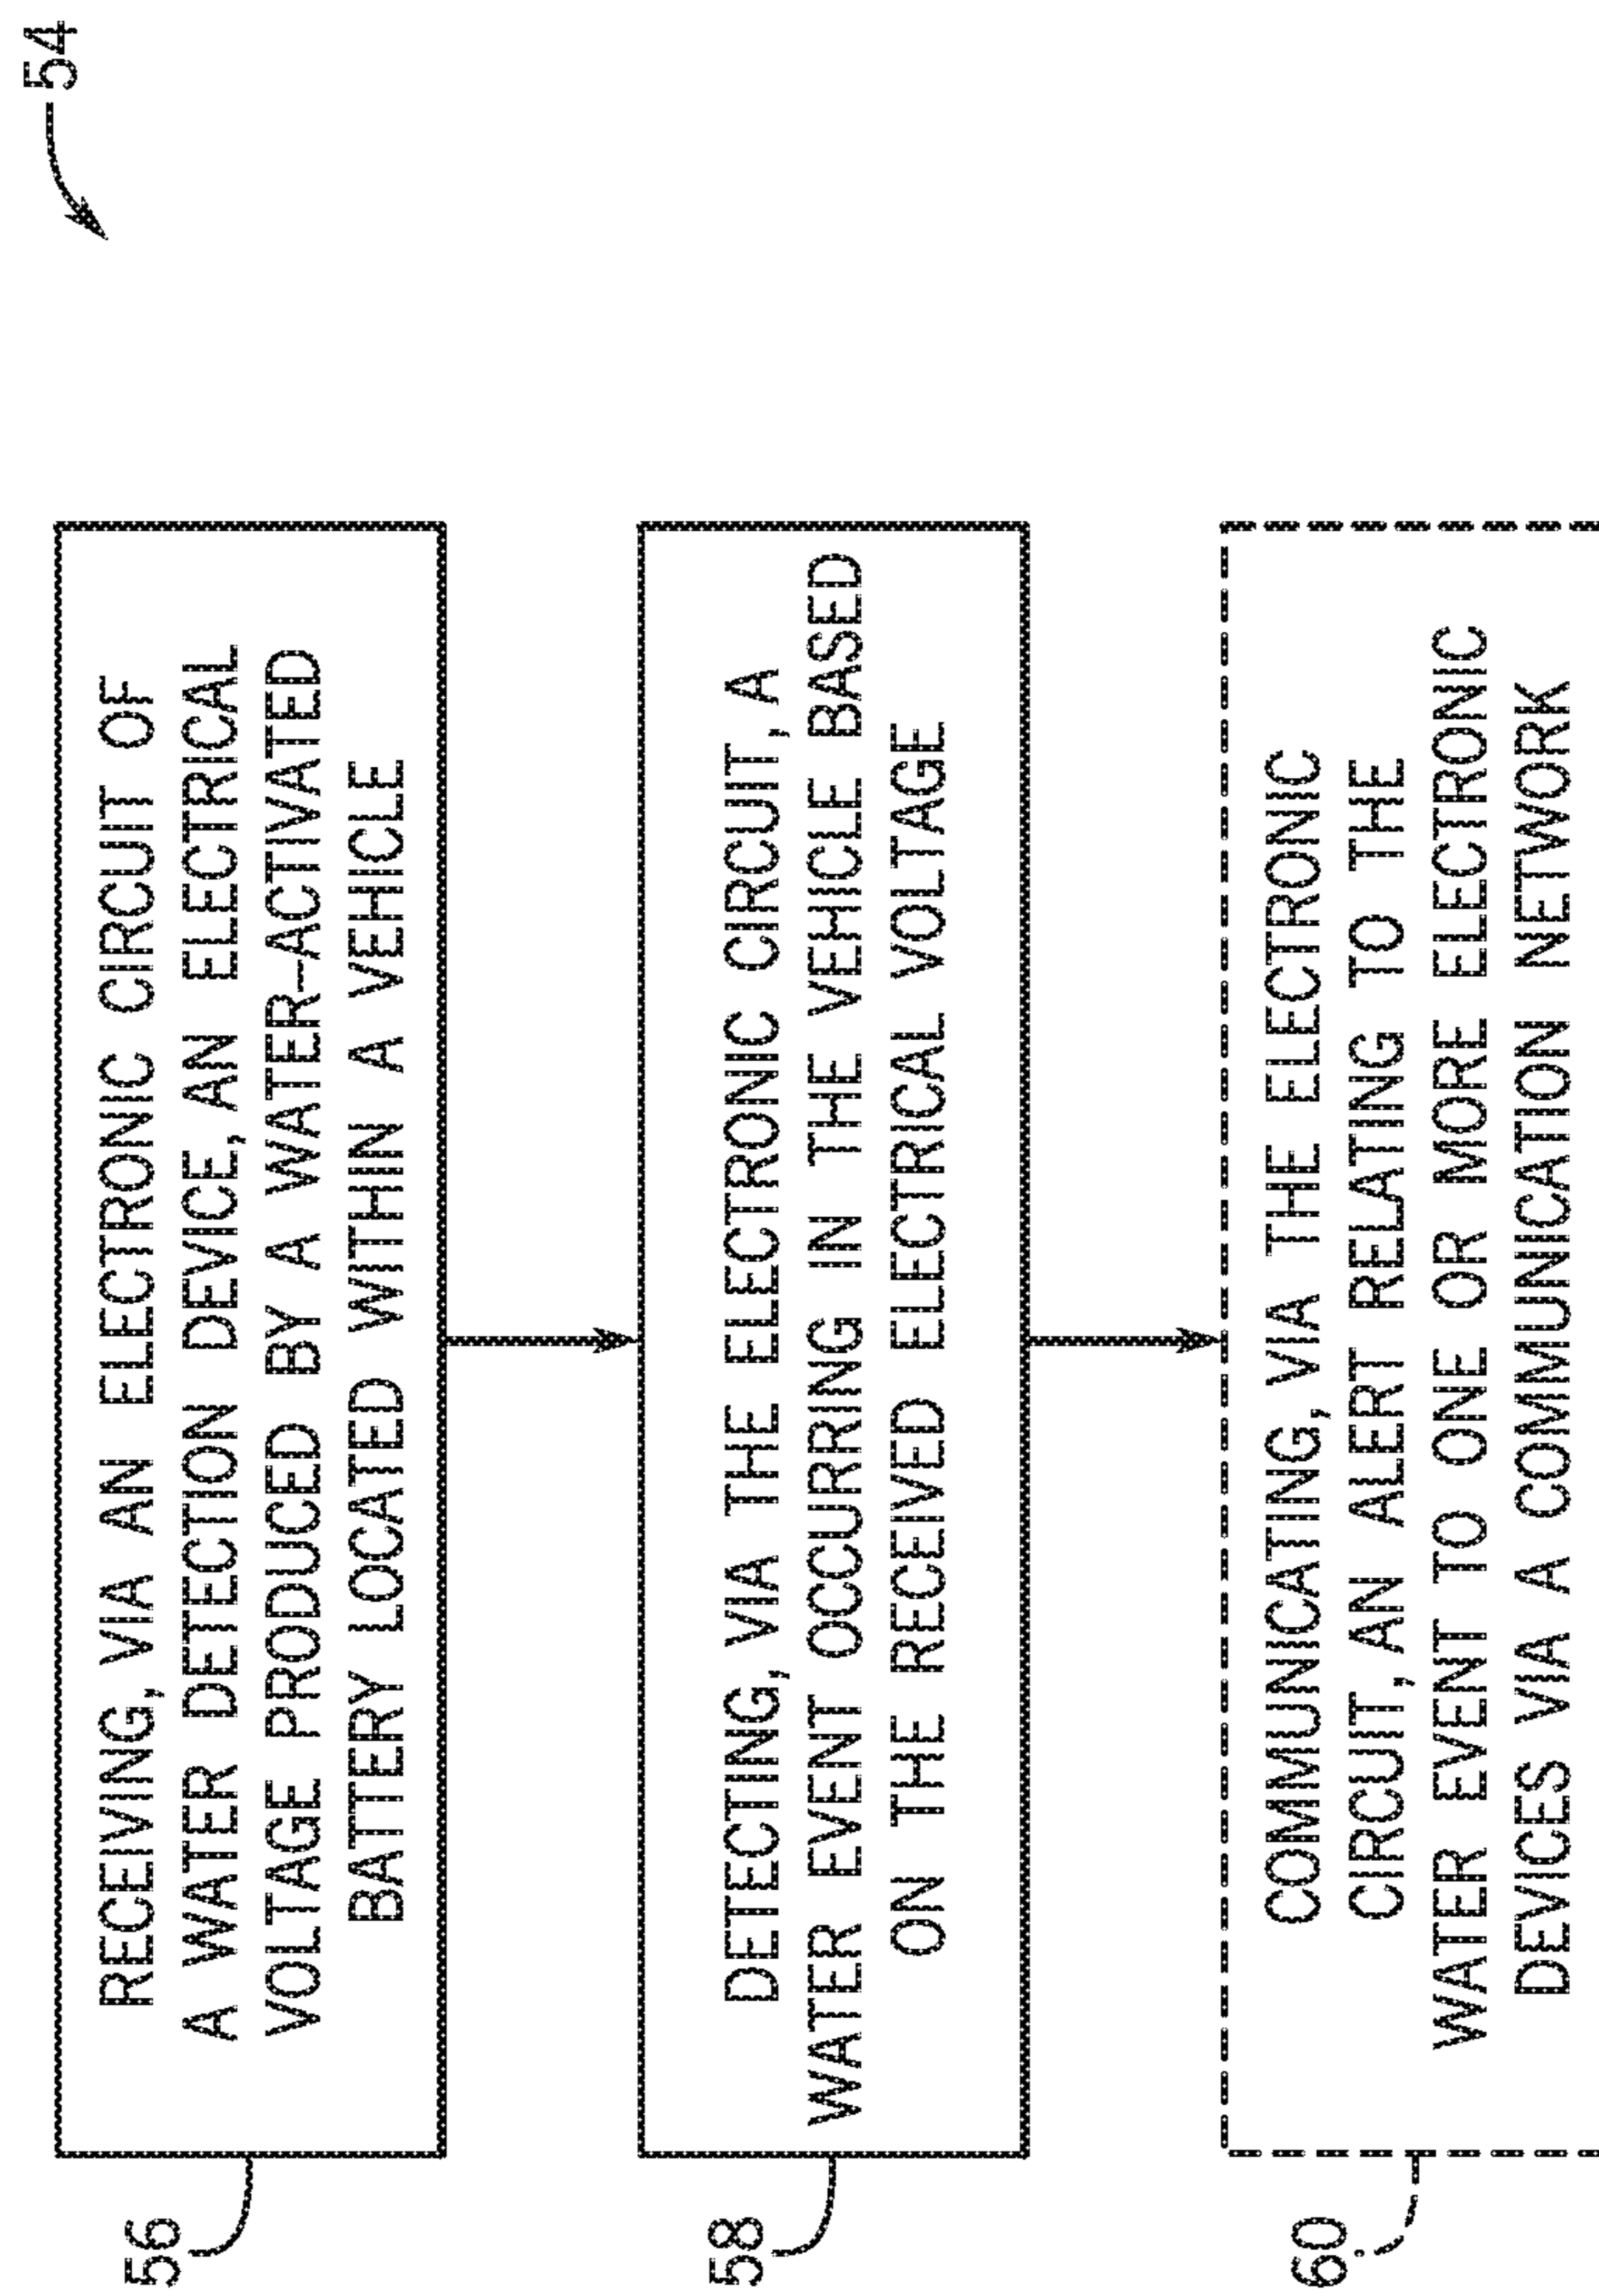 54
56
RECEIVING, VIA AN ELECTRONIC CIRCUIT OF
A WATER DETECTION DEVICE, AN ELECTRICAL
VOLTAGE PRODUCED BY A WATER-ACTIVATED
BATTERY LOCATED WITHIN A VEHICLE
58
DETECTING, VIA THE ELECTRONIC CIRCUIT, A
WATER EVENT OCCURRING IN THE VEHICLE BASED
ON THE RECEIVED ELECTRICAL VOLTAGE
60
COMMUNICATING, VIA THE ELECTRONIC
CIRCUIT, AN ALERT RELATING TO THE
WATER EVENT TO ONE OR MORE ELECTRONIC
DEVICES VIA A COMMUNICATION NETWORK